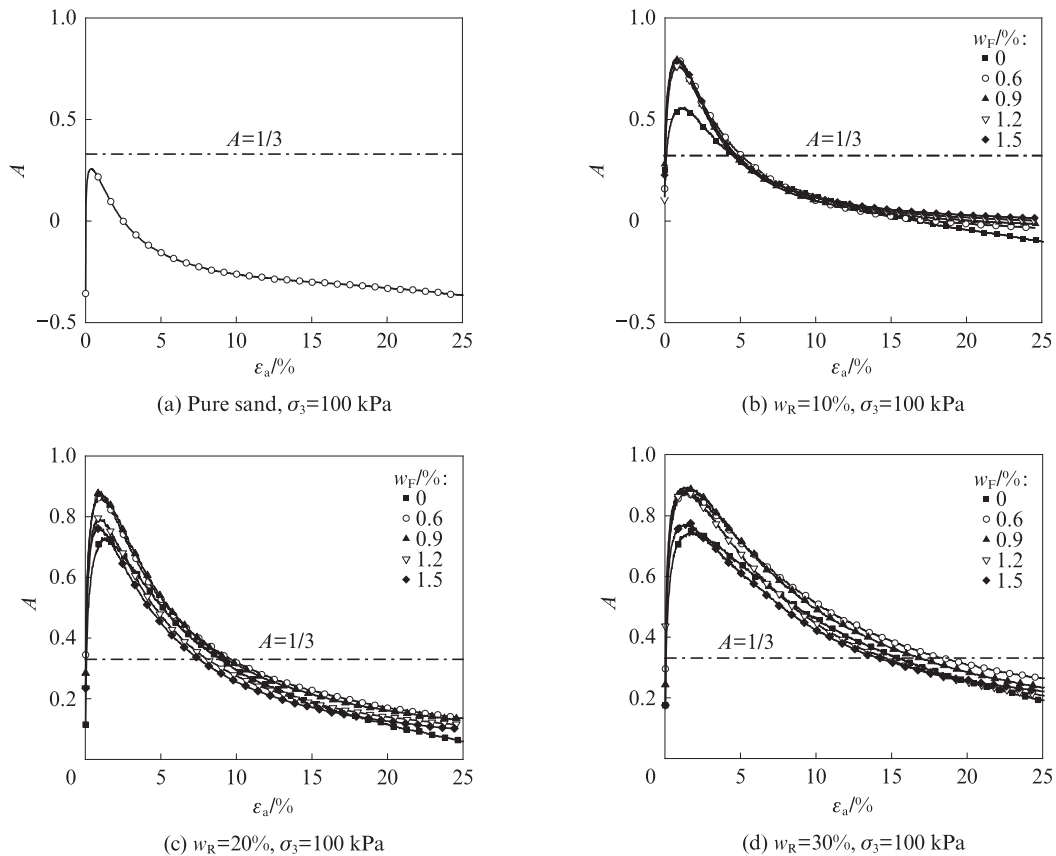 1.0
0.5
A=1/3
A
0
−0.5
0 5 10 15 20 25
εa/%
(a) Pure sand, σ3=100 kPa
1.0
wF/%:
0
0.6
0.9
1.2
1.5
0.5
A=1/3
A
0
−0.5
0 5 10 15 20 25
εa/%
(b) wR=10%, σ3=100 kPa
1.0
wF/%:
0
0.6
0.9
1.2
1.5
0.8
0.6
A
0.4
A=1/3
0.2
0 5 10 15 20 25
εa/%
(c) wR=20%, σ3=100 kPa
1.0
wF/%:
0
0.6
0.9
1.2
1.5
0.8
0.6
A
0.4
A=1/3
0.2
0 5 10 15 20 25
εa/%
(d) wR=30%, σ3=100 kPa